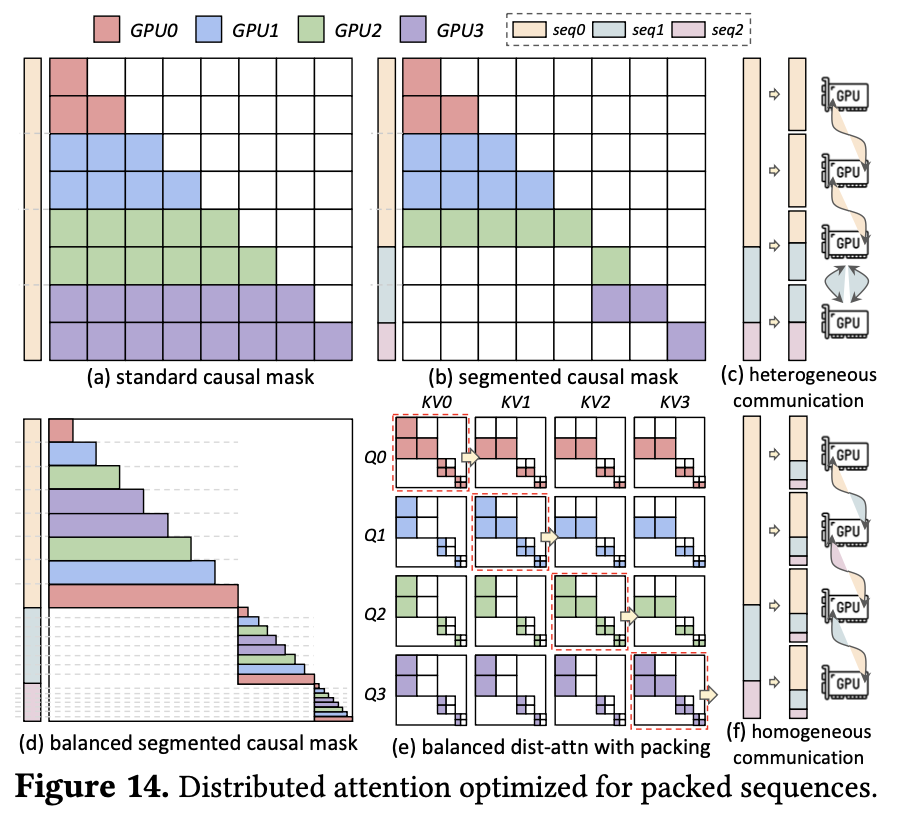 GPU0 GPU1 GPU2 GPU3 seq0 seq1 seq2
GPU
GPU
GPU
GPU
(a) standard causal mask
(b) segmented causal mask
(c) heterogeneous
communication
KV0 KV1 KV2 KV3
Q0
Q1
Q2
Q3
GPU
GPU
GPU
GPU
(d) balanced segmented causal mask
(e) balanced dist-attn with packing
(f) homogeneous
communication
Figure 14. Distributed attention optimized for packed sequences.